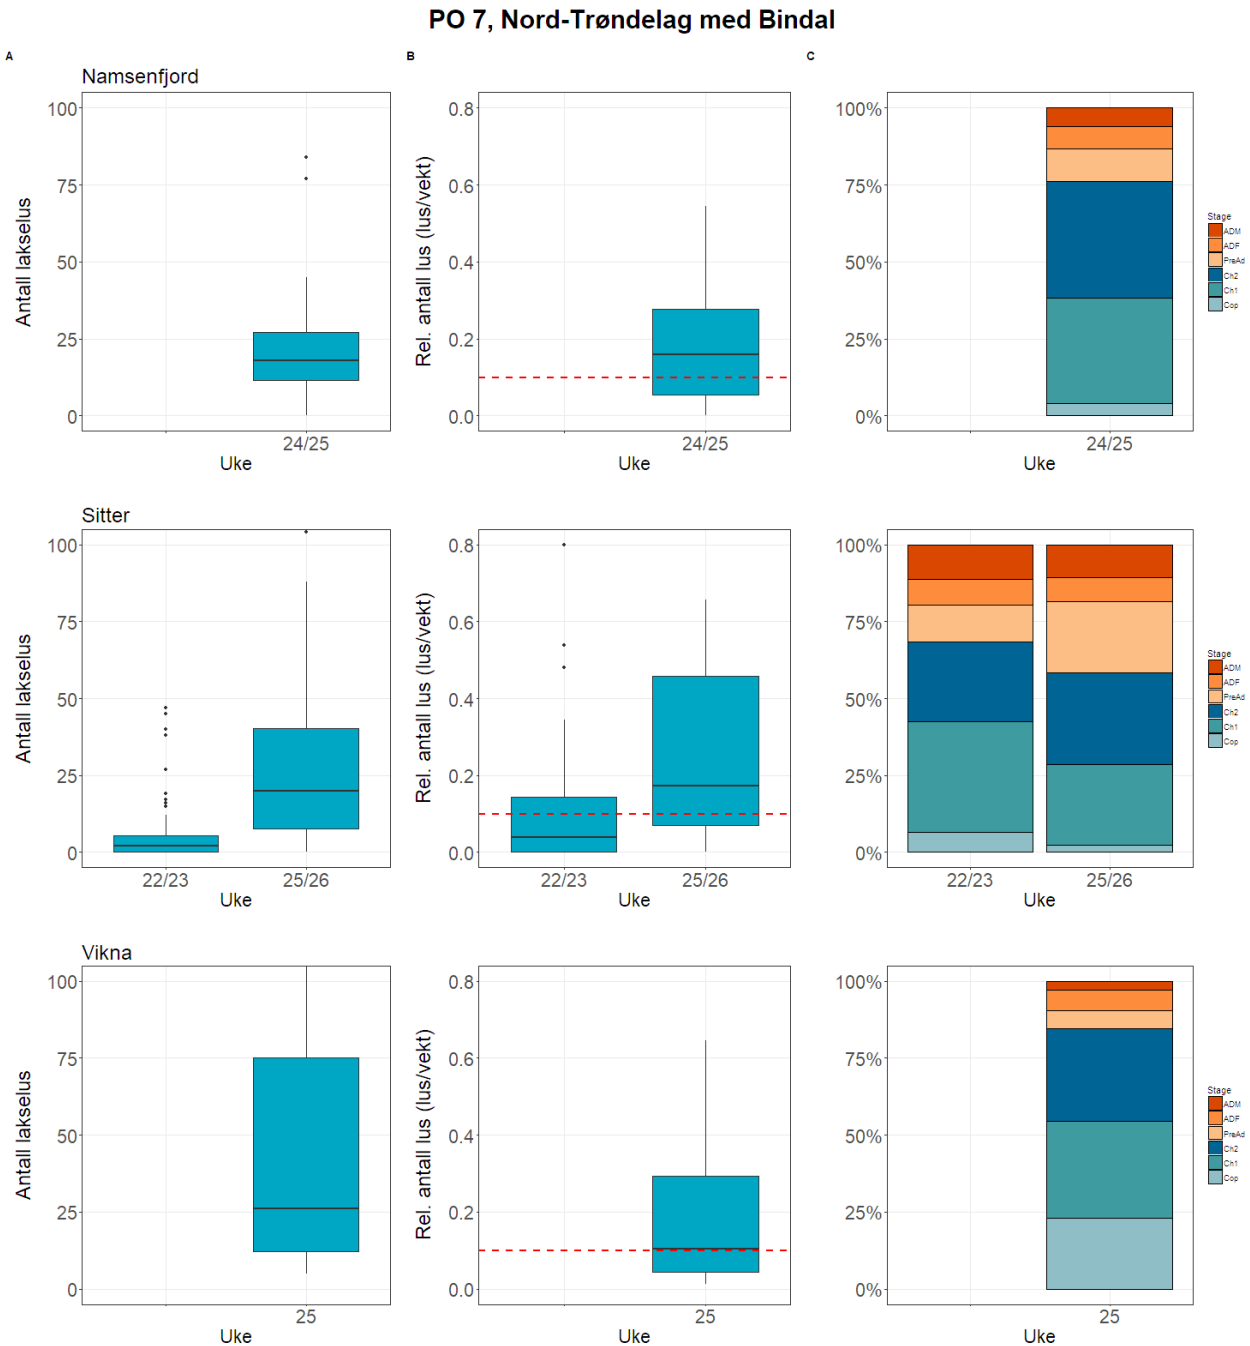 PO 7, Nord-Trøndelag med Bindal
A
B
C
Namsenfjord
Antall lakselus
100
75
50
25
0
24/25
Uke
Rel. antall lus (lus/vekt)
0.8
0.6
0.4
0.2
0.0
24/25
Uke
100%
75%
50%
25%
0%
24/25
Uke
Stage
ADM
ADF
PreAd
Ch2
Ch1
Cop
Sitter
Antall lakselus
100
75
50
25
0
22/23 25/26
Uke
Rel. antall lus (lus/vekt)
0.8
0.6
0.4
0.2
0.0
22/23 25/26
Uke
100%
75%
50%
25%
0%
22/23 25/26
Uke
Stage
ADM
ADF
PreAd
Ch2
Ch1
Cop
Vikna
Antall lakselus
100
75
50
25
0
25
Uke
Rel. antall lus (lus/vekt)
0.8
0.6
0.4
0.2
0.0
25
Uke
100%
75%
50%
25%
0%
25
Uke
Stage
ADM
ADF
PreAd
Ch2
Ch1
Cop